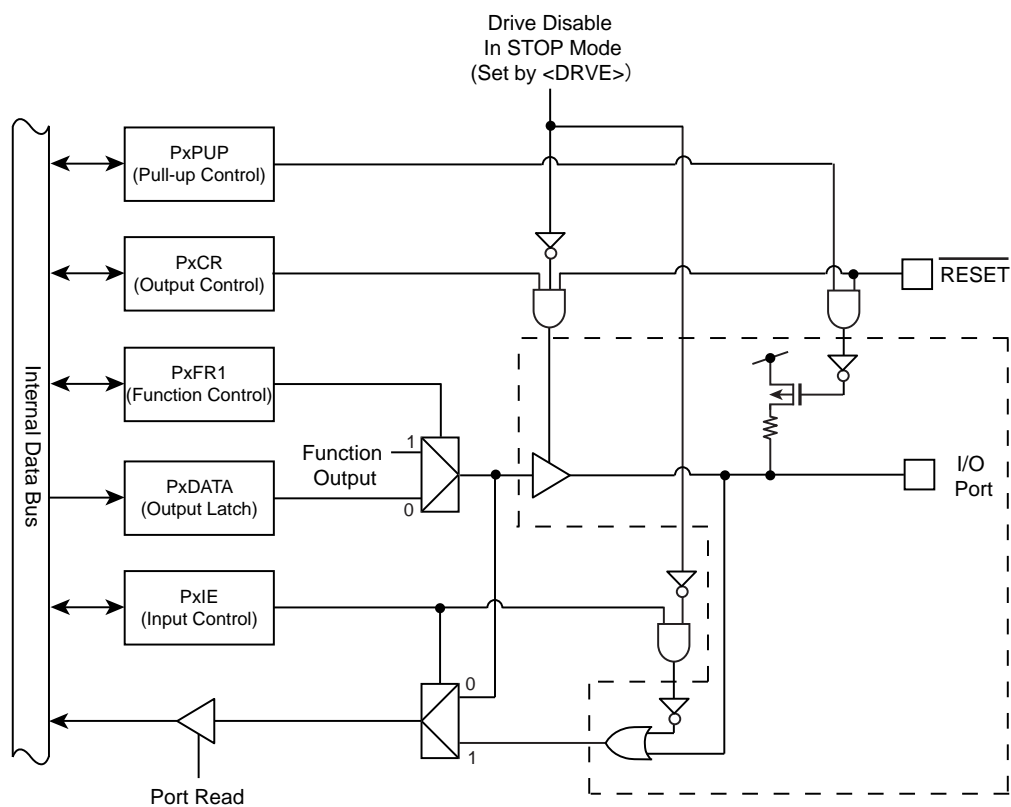 Drive Disable
In STOP Mode
(Set by <DRVE>)
PxPUP
(Pull-up Control)
PxCR
(Output Control)
RESET
PxFR1
(Function Control)
Internal Data Bus
1
Function
Output
0
PxDATA
(Output Latch)
I/O
Port
PxIE
(Input Control)
0
1
Port Read